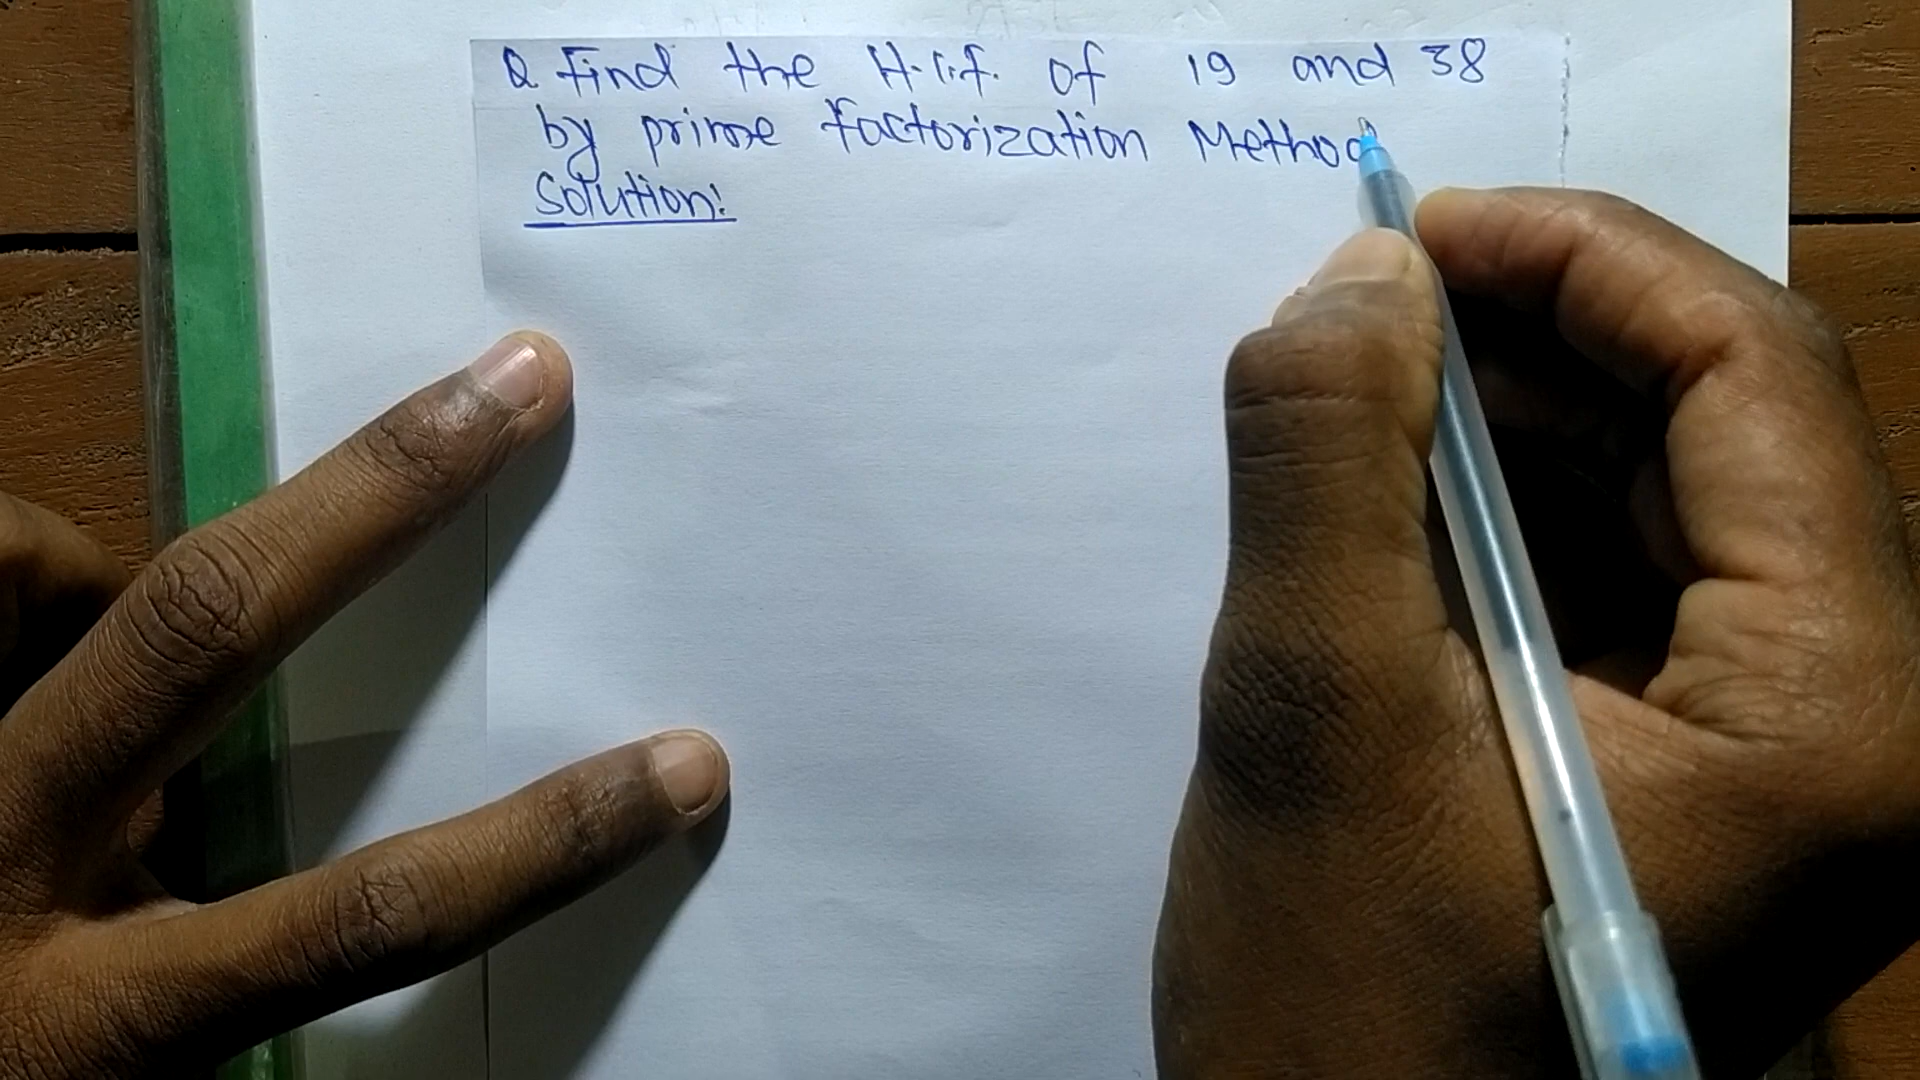 Q Find the H.C.F. of 19 and 38
by prime factorization Method
Solution: